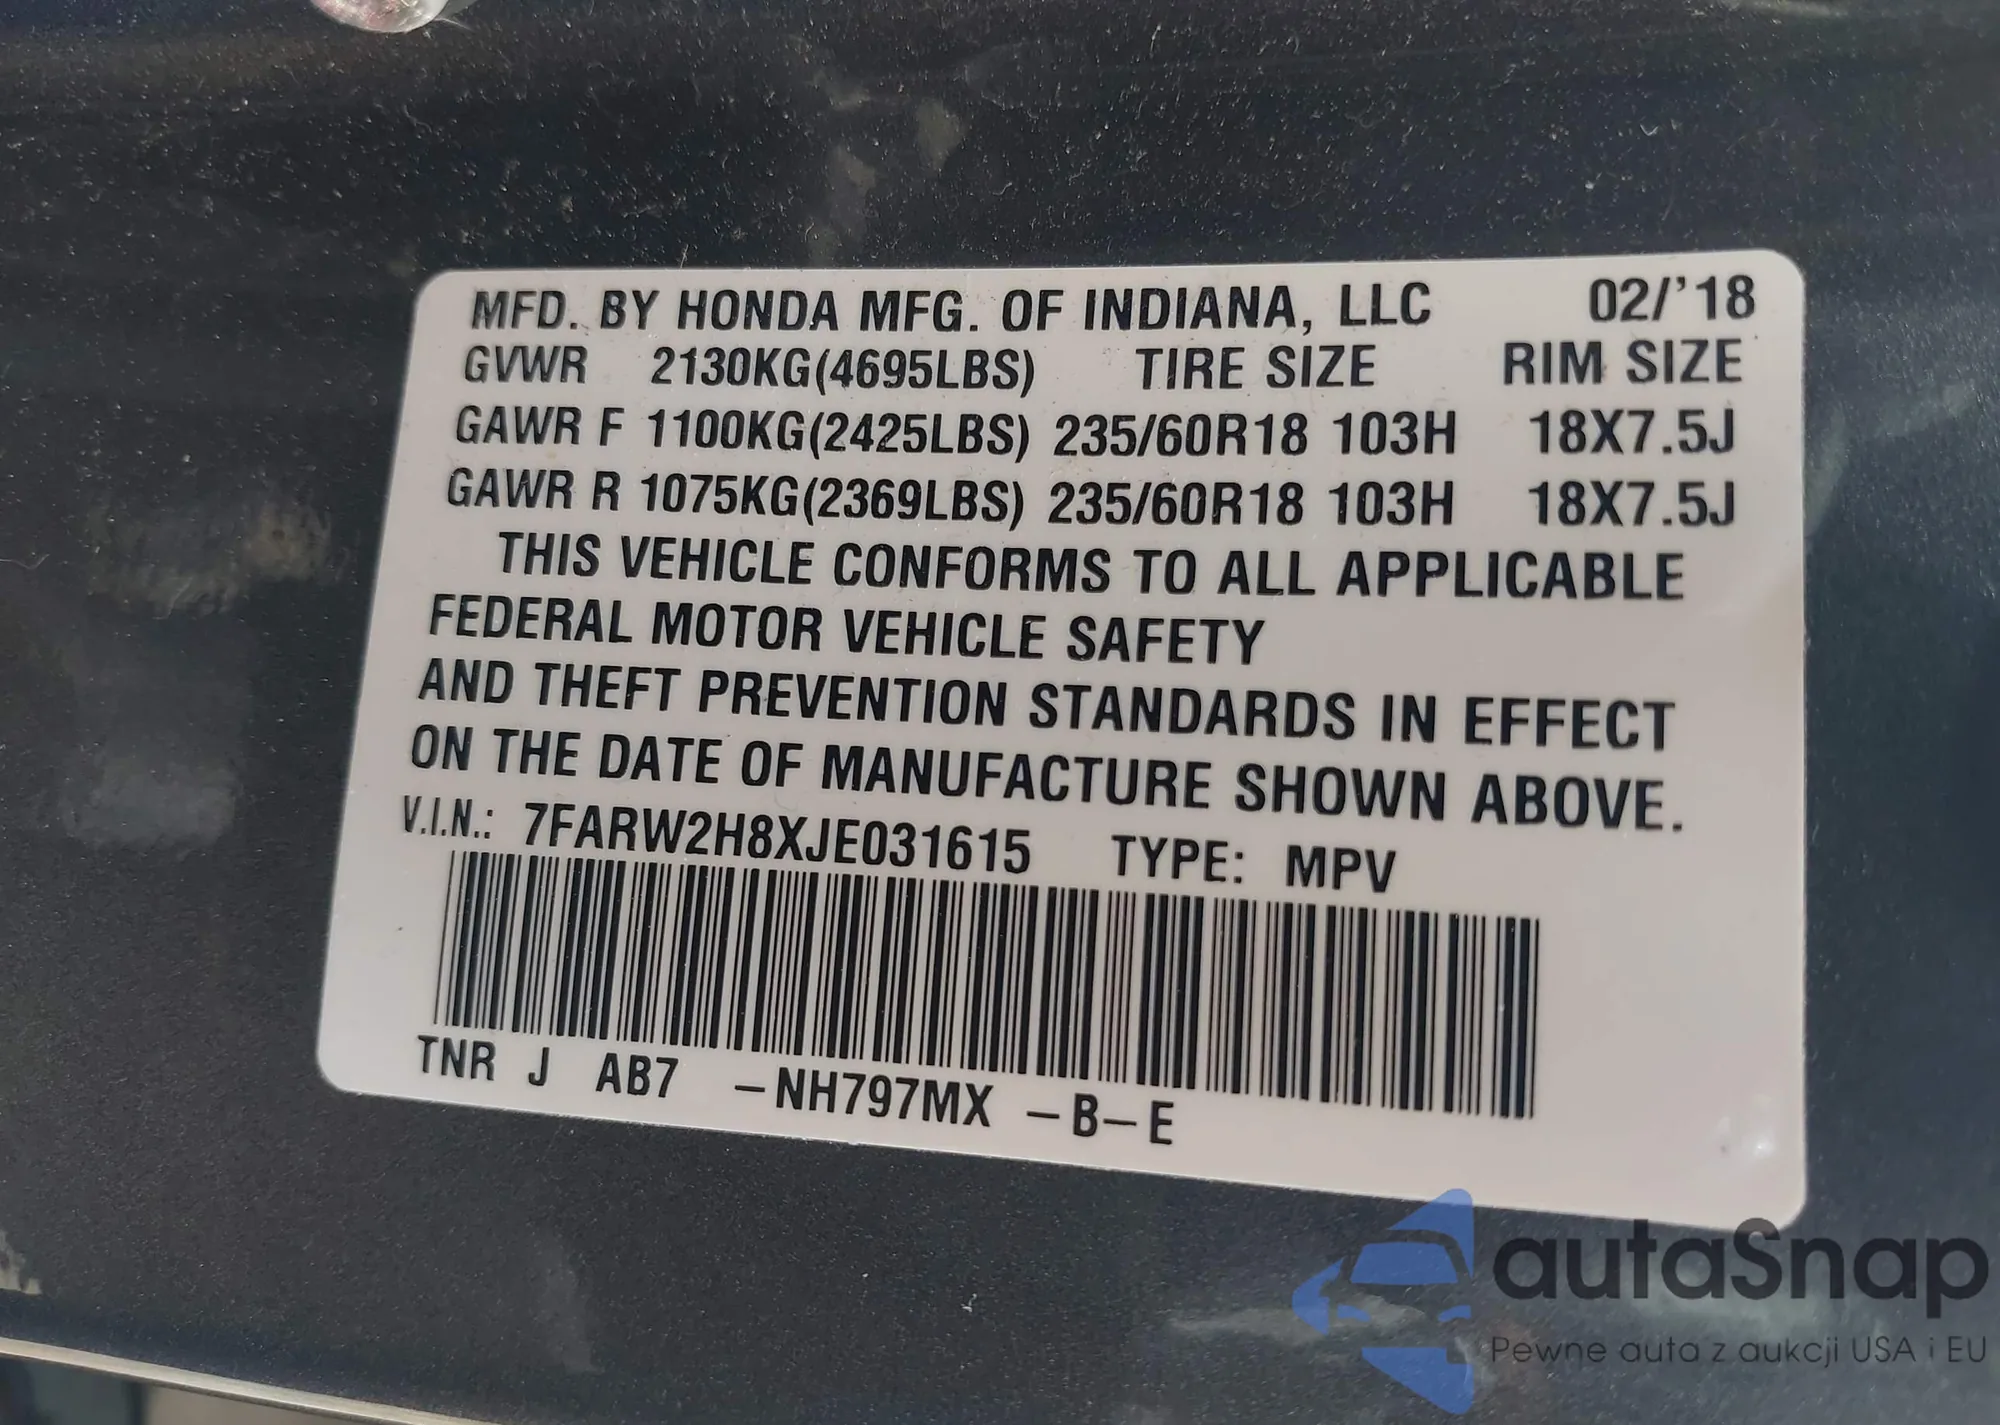 MFD. BY HONDA MFG. OF INDIANA, LLC 02/'18
GVWR 2130KG(4695LBS) TIRE SIZE RIM SIZE
GAWR F 1100KG(2425LBS) 235/60R18 103H 18X7.5J
GAWR R 1075KG(2369LBS) 235/60R18 103H 18X7.5J
THIS VEHICLE CONFORMS TO ALL APPLICABLE
FEDERAL MOTOR VEHICLE SAFETY
AND THEFT PREVENTION STANDARDS IN EFFECT
ON THE DATE OF MANUFACTURE SHOWN ABOVE.
V.I.N.: 7FARW2H8XJE031615 TYPE: MPV
TNR J AB7 -NH797MX -B-E
autaSnap
Pewne auta z aukcji USA i EU